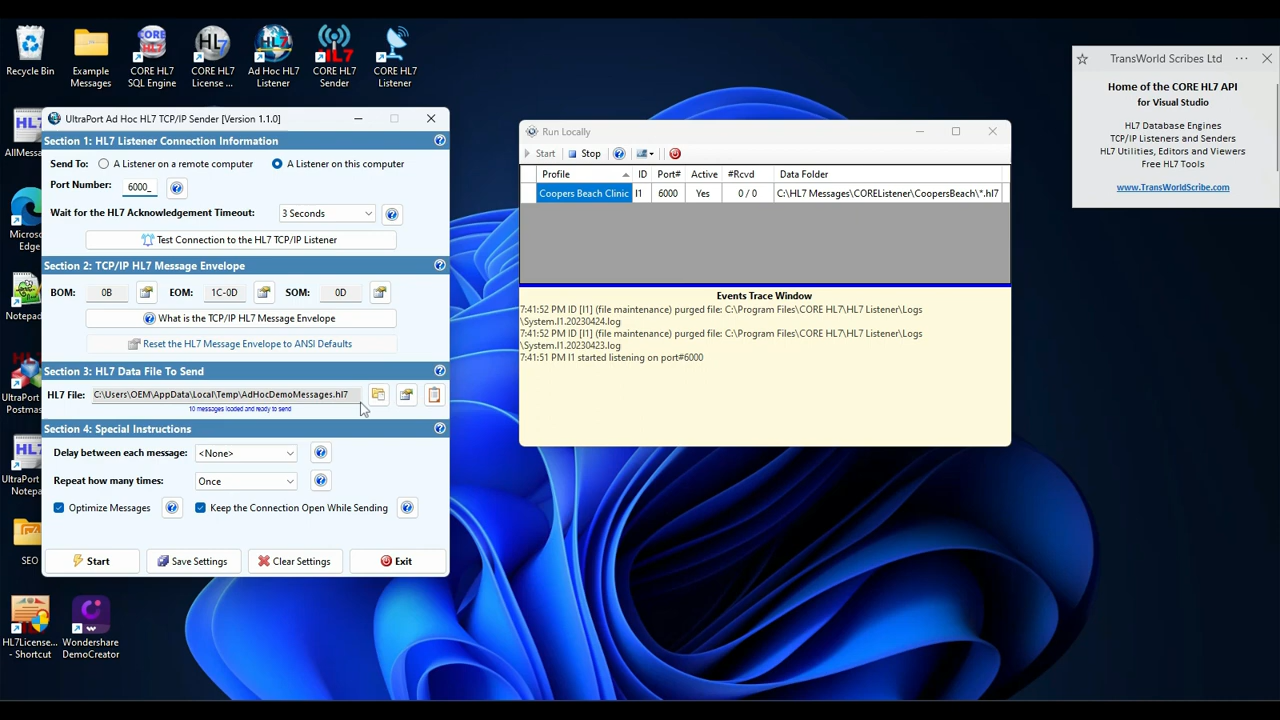 Recycle Bin
Example
Messages
CORE HL7
SQL Engine
CORE HL7
License ...
Ad Hoc HL7
Listener
CORE HL7
Sender
CORE HL7
Listener
TransWorld Scribes Ltd
Home of the CORE HL7 API
for Visual Studio
HL7 Database Engines
TCP/IP Listeners and Senders
HL7 Utilities, Editors and Viewers
Free HL7 Tools
www.TransWorldScribe.com
AllMessa
Microsoft
Edge
Notepad
UltraPort
Postmas
UltraPort
Notepa
SEO
HL7License...
- Shortcut
Wondershare
DemoCreator
UltraPort Ad Hoc HL7 TCP/IP Sender [Version 1.1.0]
Section 1: HL7 Listener Connection Information
Send To: A Listener on a remote computer A Listener on this computer
Port Number: 6000_
Wait for the HL7 Acknowledgement Timeout: 3 Seconds
Test Connection to the HL7 TCP/IP Listener
Section 2: TCP/IP HL7 Message Envelope
BOM: 0B EOM: 1C-0D SOM: 0D
What is the TCP/IP HL7 Message Envelope
Reset the HL7 Message Envelope to ANSI Defaults
Section 3: HL7 Data File To Send
HL7 File: C:\Users\OEM\AppData\Local\Temp\AdHocDemoMessages.hl7
10 messages loaded and ready to send
Section 4: Special Instructions
Delay between each message: <None>
Repeat how many times: Once
Optimize Messages Keep the Connection Open While Sending
Start Save Settings Clear Settings Exit
Run Locally
Start Stop
Profile ID Port# Active #Rcvd Data Folder
Coopers Beach Clinic I1 6000 Yes 0 / 0 C:\HL7 Messages\COREListener\CoopersBeach\*.hl7
Events Trace Window
7:41:52 PM ID [I1] (file maintenance) purged file: C:\Program Files\CORE HL7\HL7 Listener\Logs
\System.I1.20230424.log
7:41:52 PM ID [I1] (file maintenance) purged file: C:\Program Files\CORE HL7\HL7 Listener\Logs
\System.I1.20230423.log
7:41:51 PM I1 started listening on port#6000